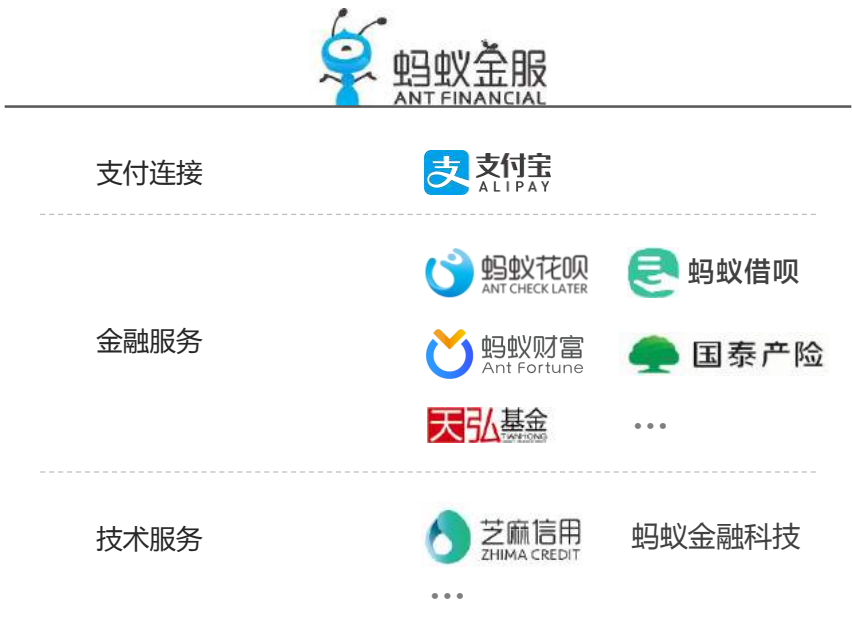 蚂蚁金服
ANT FINANCIAL
支付连接
支 支付宝
ALIPAY
金融服务
蚂蚁花呗
ANT CHECK LATER
蚂蚁借呗
蚂蚁财富
Ant Fortune
国泰产险
天弘基金
TIANHONG
•••
技术服务
芝麻信用
ZHIMA CREDIT
蚂蚁金融科技
•••